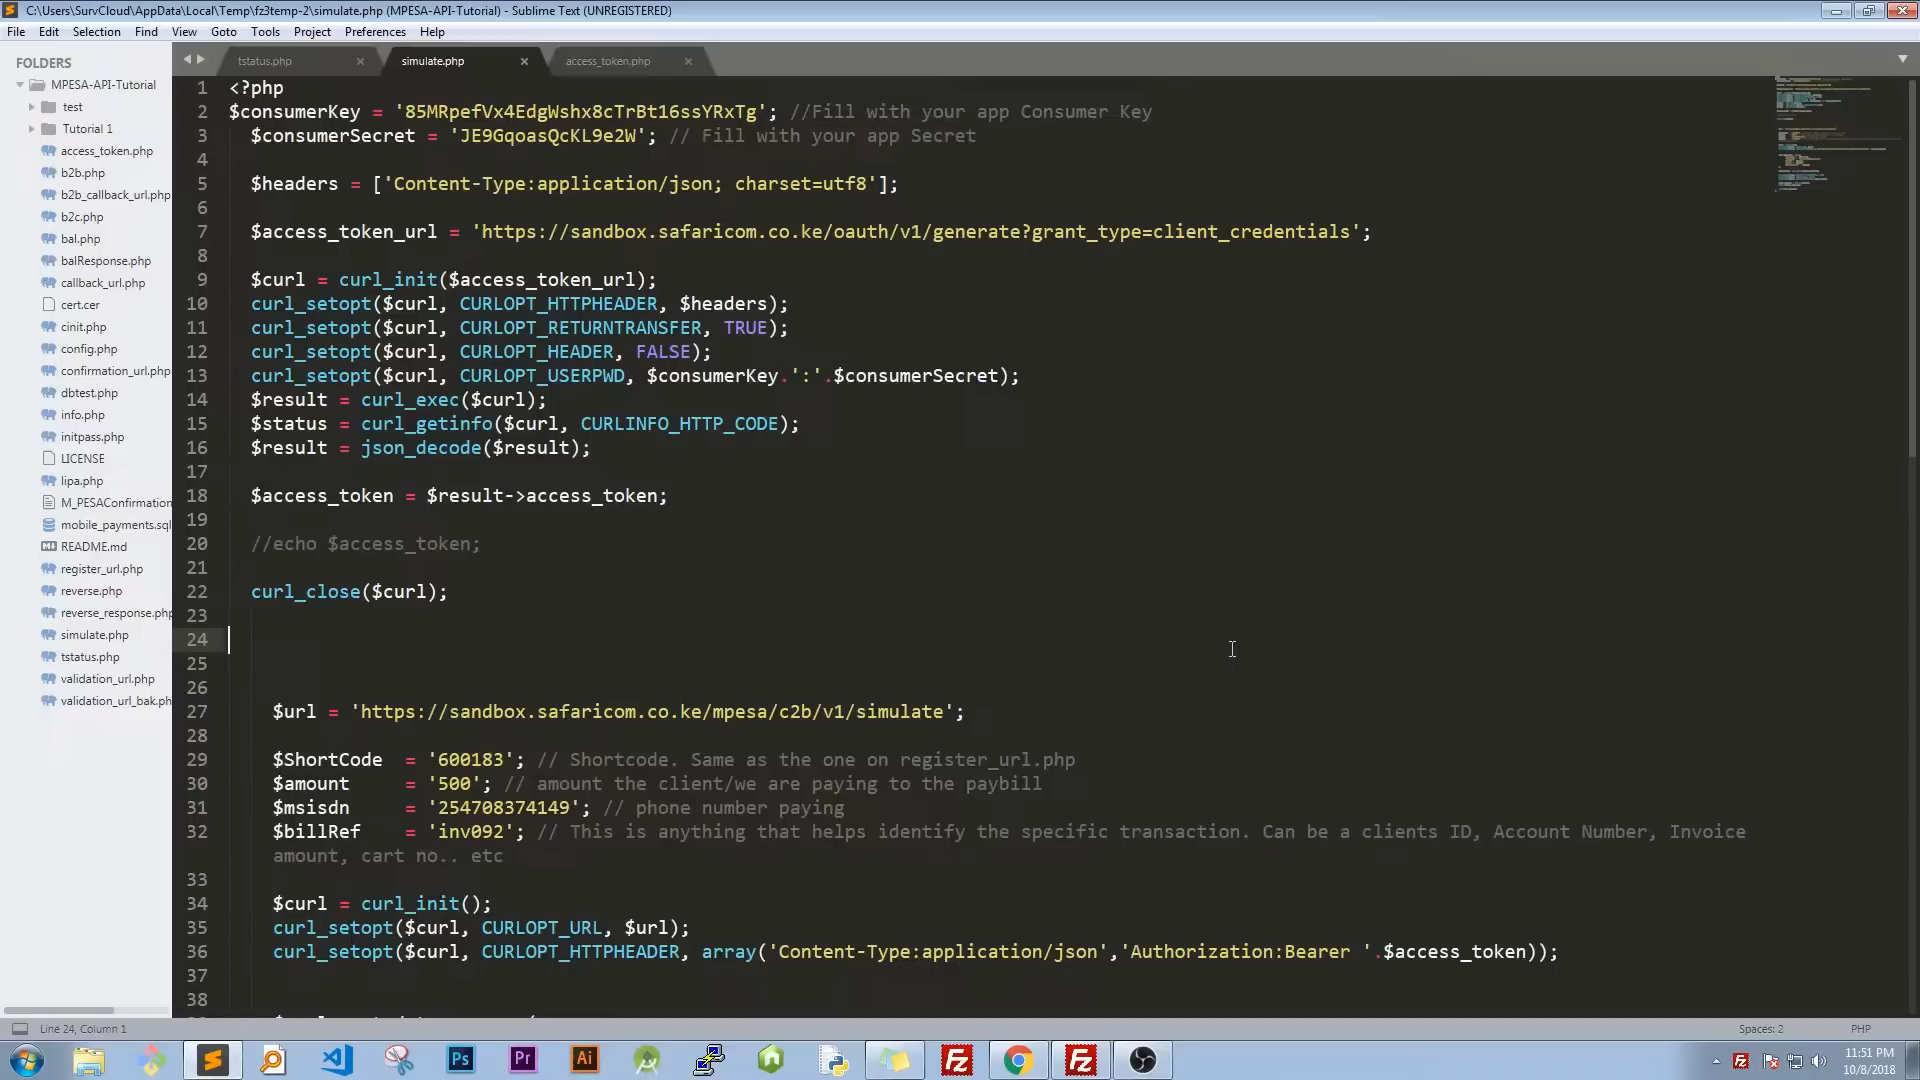 C:\Users\SurvCloud\AppData\Local\Temp\fz3temp-2\simulate.php (MPESA-API-Tutorial) - Sublime Text (UNREGISTERED)
File Edit Selection Find View Goto Tools Project Preferences Help
FOLDERS
MPESA-API-Tutorial
test
Tutorial 1
access_token.php
b2b.php
b2b_callback_url.php
b2c.php
bal.php
balResponse.php
callback_url.php
cert.cer
cinit.php
config.php
confirmation_url.php
dbtest.php
info.php
initpass.php
LICENSE
lipa.php
M_PESAConfirmation
mobile_payments.sql
README.md
register_url.php
reverse.php
reverse_response.php
simulate.php
tstatus.php
validation_url.php
validation_url_bak.ph
tstatus.php simulate.php access_token.php
1 <?php
2 $consumerKey = '85MRpefVx4EdgWshx8cTrBt16ssYRxTg'; //Fill with your app Consumer Key
3 $consumerSecret = 'JE9GqoasQcKL9e2W'; // Fill with your app Secret
4
5 $headers = ['Content-Type:application/json; charset=utf8'];
6
7 $access_token_url = 'https://sandbox.safaricom.co.ke/oauth/v1/generate?grant_type=client_credentials';
8
9 $curl = curl_init($access_token_url);
10 curl_setopt($curl, CURLOPT_HTTPHEADER, $headers);
11 curl_setopt($curl, CURLOPT_RETURNTRANSFER, TRUE);
12 curl_setopt($curl, CURLOPT_HEADER, FALSE);
13 curl_setopt($curl, CURLOPT_USERPWD, $consumerKey.':'.$consumerSecret);
14 $result = curl_exec($curl);
15 $status = curl_getinfo($curl, CURLINFO_HTTP_CODE);
16 $result = json_decode($result);
17
18 $access_token = $result->access_token;
19
20 //echo $access_token;
21
22 curl_close($curl);
23
24
25
26
27 $url = 'https://sandbox.safaricom.co.ke/mpesa/c2b/v1/simulate';
28
29 $ShortCode = '600183'; // Shortcode. Same as the one on register_url.php
30 $amount = '500'; // amount the client/we are paying to the paybill
31 $msisdn = '254708374149'; // phone number paying
32 $billRef = 'inv092'; // This is anything that helps identify the specific transaction. Can be a clients ID, Account Number, Invoice
amount, cart no.. etc
33
34 $curl = curl_init();
35 curl_setopt($curl, CURLOPT_URL, $url);
36 curl_setopt($curl, CURLOPT_HTTPHEADER, array('Content-Type:application/json','Authorization:Bearer '.$access_token));
37
38
Line 24, Column 1
Spaces: 2
PHP
Ps
Pr
Ai
Fz
Fz
11:51 PM
10/8/2018